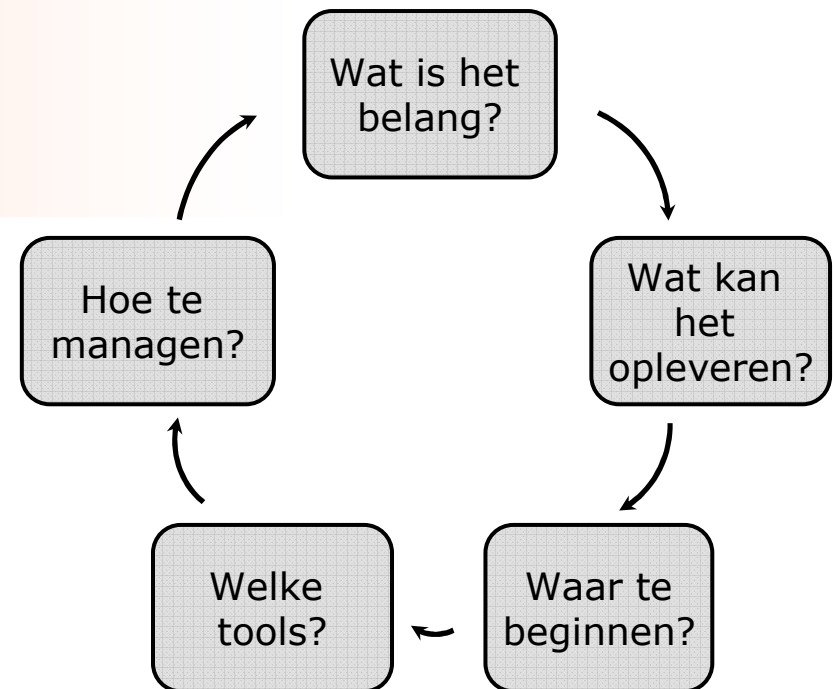 Wat is het
belang?
Wat kan
het
opleveren?
Waar te
beginnen?
Welke
tools?
Hoe te
managen?